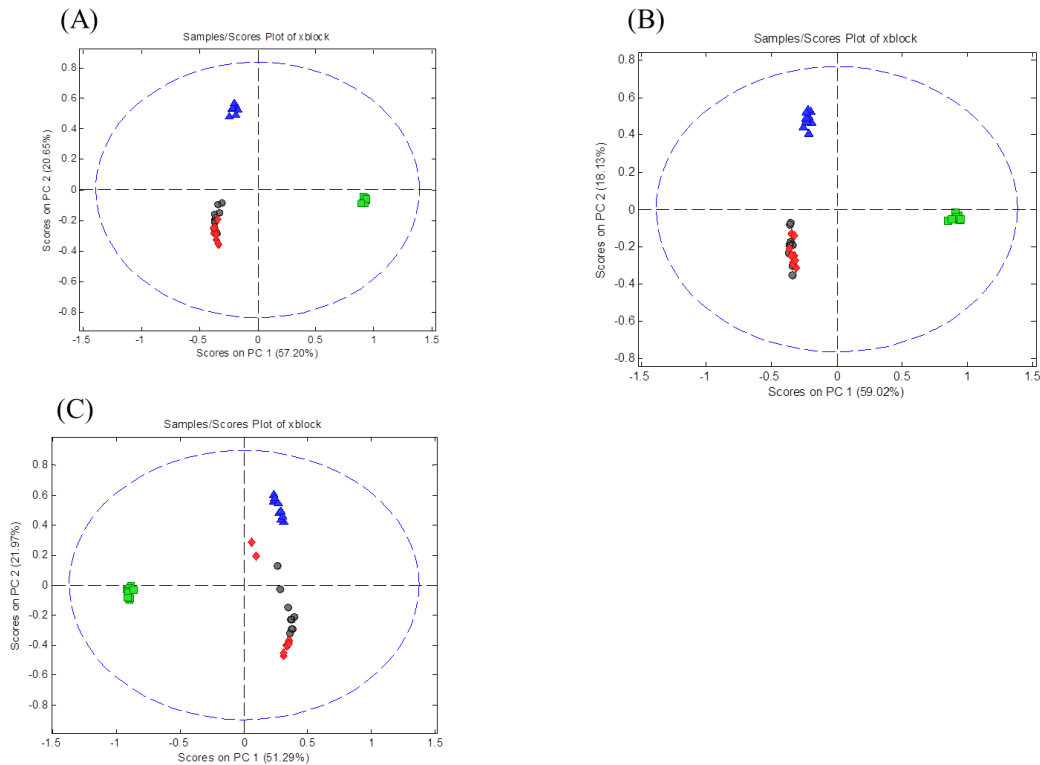 (A)
Samples/Scores Plot of xblock
0.8
0.6
0.4
0.2
0
-0.2
-0.4
-0.6
-0.8
Scores on PC 2 (20.65%)
-1.5 -1 -0.5 0 0.5 1 1.5
Scores on PC 1 (57.20%)
(B)
Samples/Scores Plot of xblock
0.8
0.6
0.4
0.2
0
-0.2
-0.4
-0.6
-0.8
Scores on PC 2 (18.13%)
-1.5 -1 -0.5 0 0.5 1 1.5
Scores on PC 1 (59.02%)
(C)
Samples/Scores Plot of xblock
0.8
0.6
0.4
0.2
0
-0.2
-0.4
-0.6
-0.8
Scores on PC 2 (21.97%)
-1.5 -1 -0.5 0 0.5 1 1.5
Scores on PC 1 (51.29%)